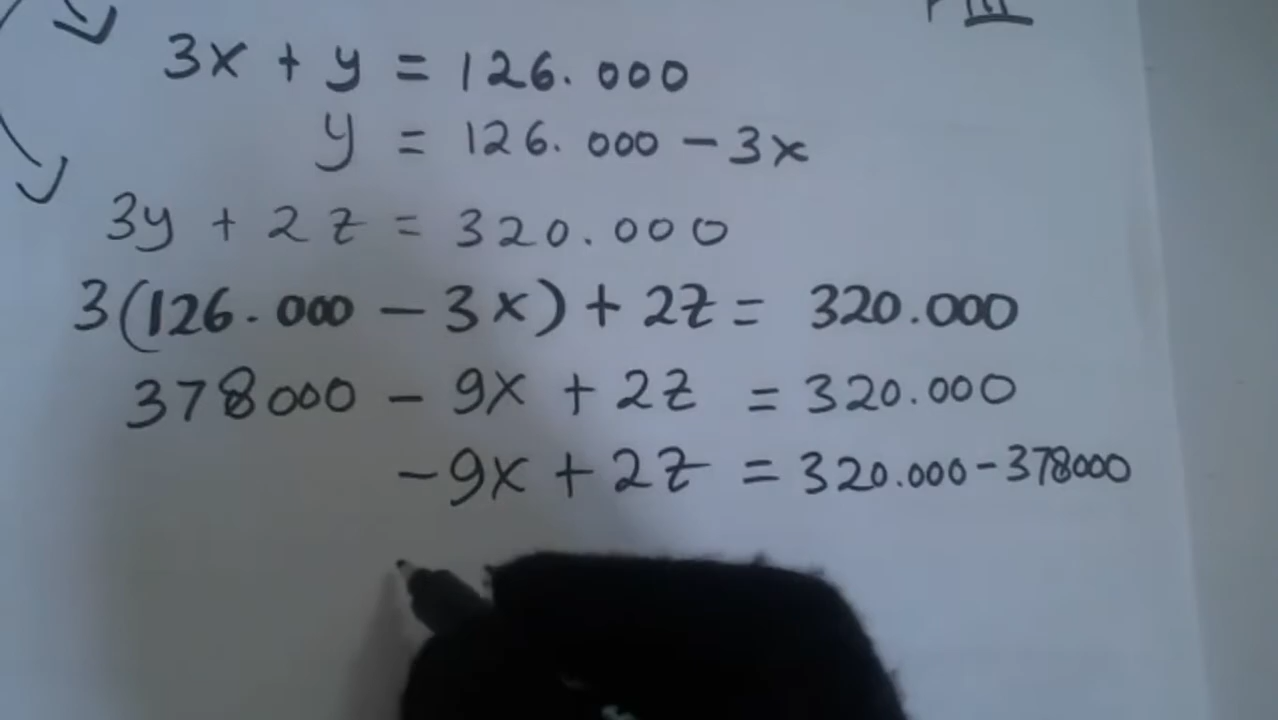 3x + y = 126.000
y = 126.000 - 3x
3y + 2z = 320.000
3(126.000 - 3x) + 2z = 320.000
378000 - 9x + 2z = 320.000
-9x + 2z = 320.000 - 378000